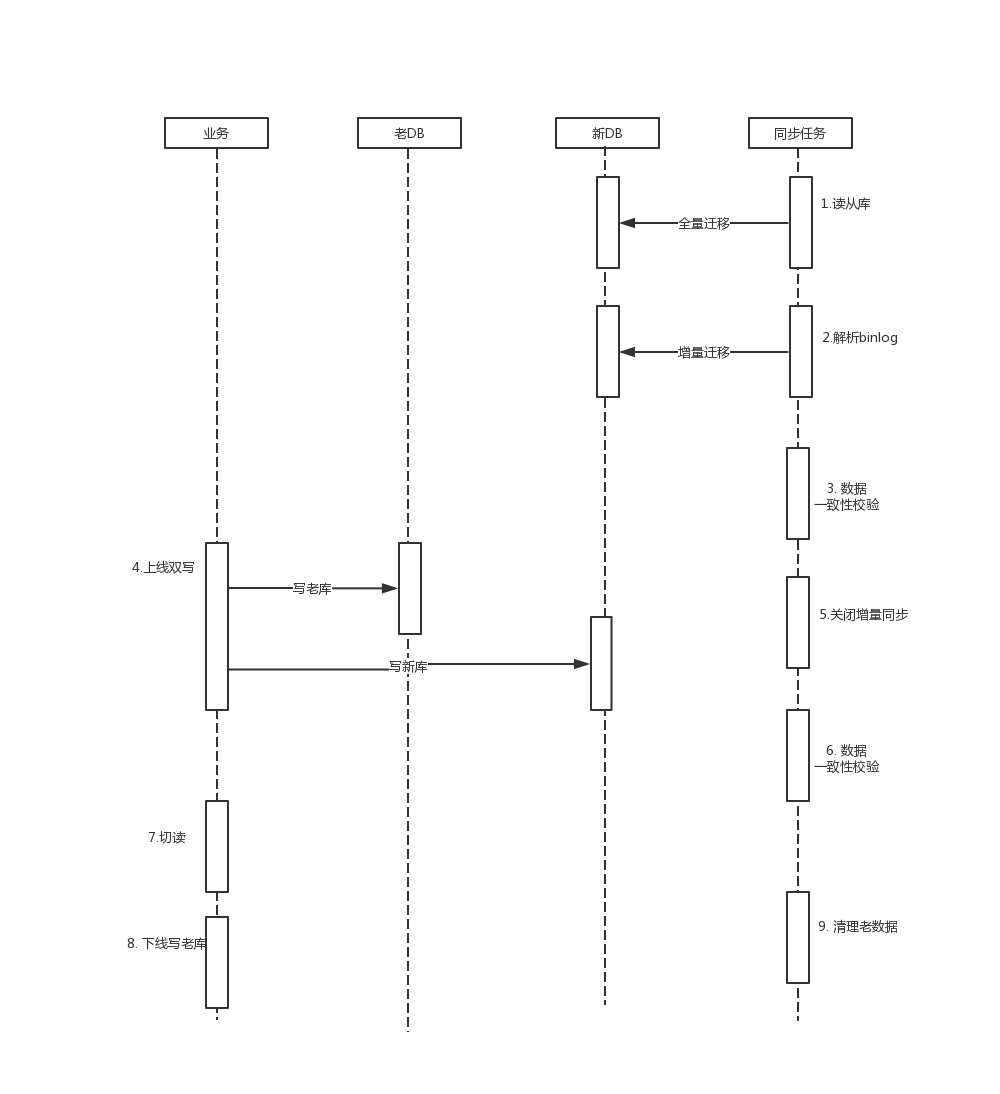 业务
老DB
新DB
同步任务
1.读从库
全量迁移
2.解析binlog
增量迁移
3. 数据
一致性校验
4.上线双写
写老库
5.关闭增量同步
写新库
6. 数据
一致性校验
7.切读
8. 下线写老库
9. 清理老数据